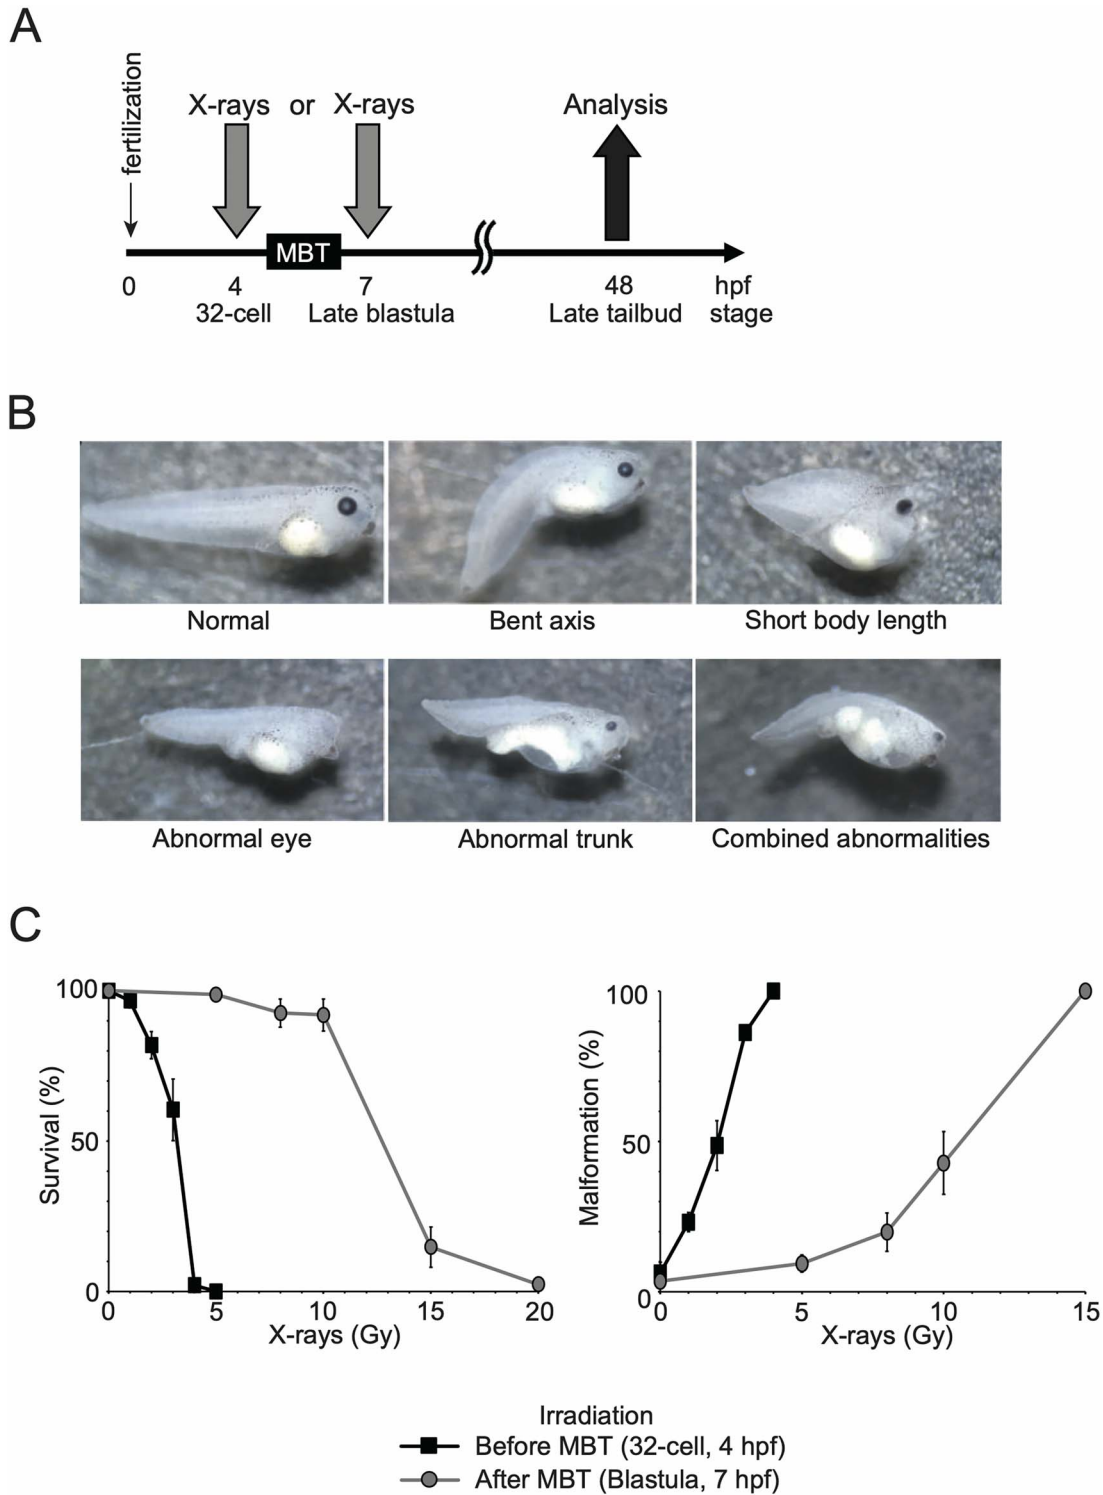 A
fertilization
X-rays or X-rays
Analysis
MBT
0 4 7 48 hpf
32-cell Late blastula Late tailbud stage
B
Normal Bent axis Short body length
Abnormal eye Abnormal trunk Combined abnormalities
C
Survival (%)
100
50
0
0 5 10 15 20
X-rays (Gy)
Malformation (%)
100
50
0
0 5 10 15
X-rays (Gy)
Irradiation
Before MBT (32-cell, 4 hpf)
After MBT (Blastula, 7 hpf)